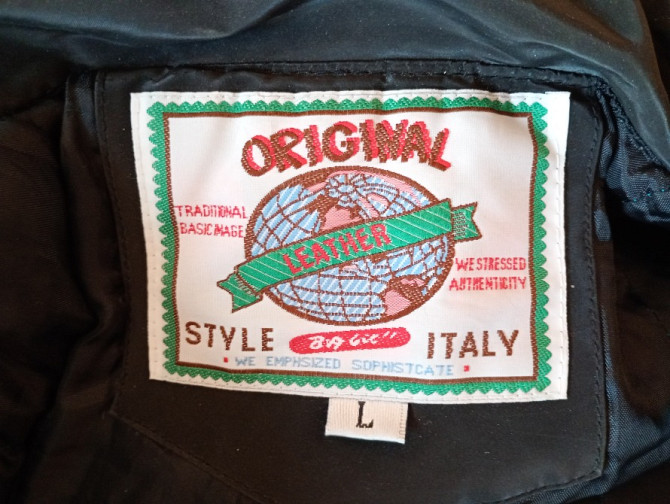 ORIGINAL
TRADITIONAL
BASIC IMAGE
LEATHER
WE STRESSED
AUTHENTICITY
STYLE
ITALY
WE EMPHSIZED SOPHISTCATE
L